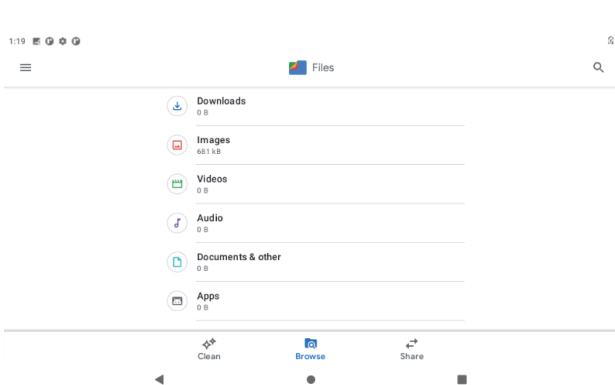 1:19
Files
Downloads
0 B
Images
681 kB
Videos
0 B
Audio
0 B
Documents & other
0 B
Apps
0 B
Clean
Browse
Share